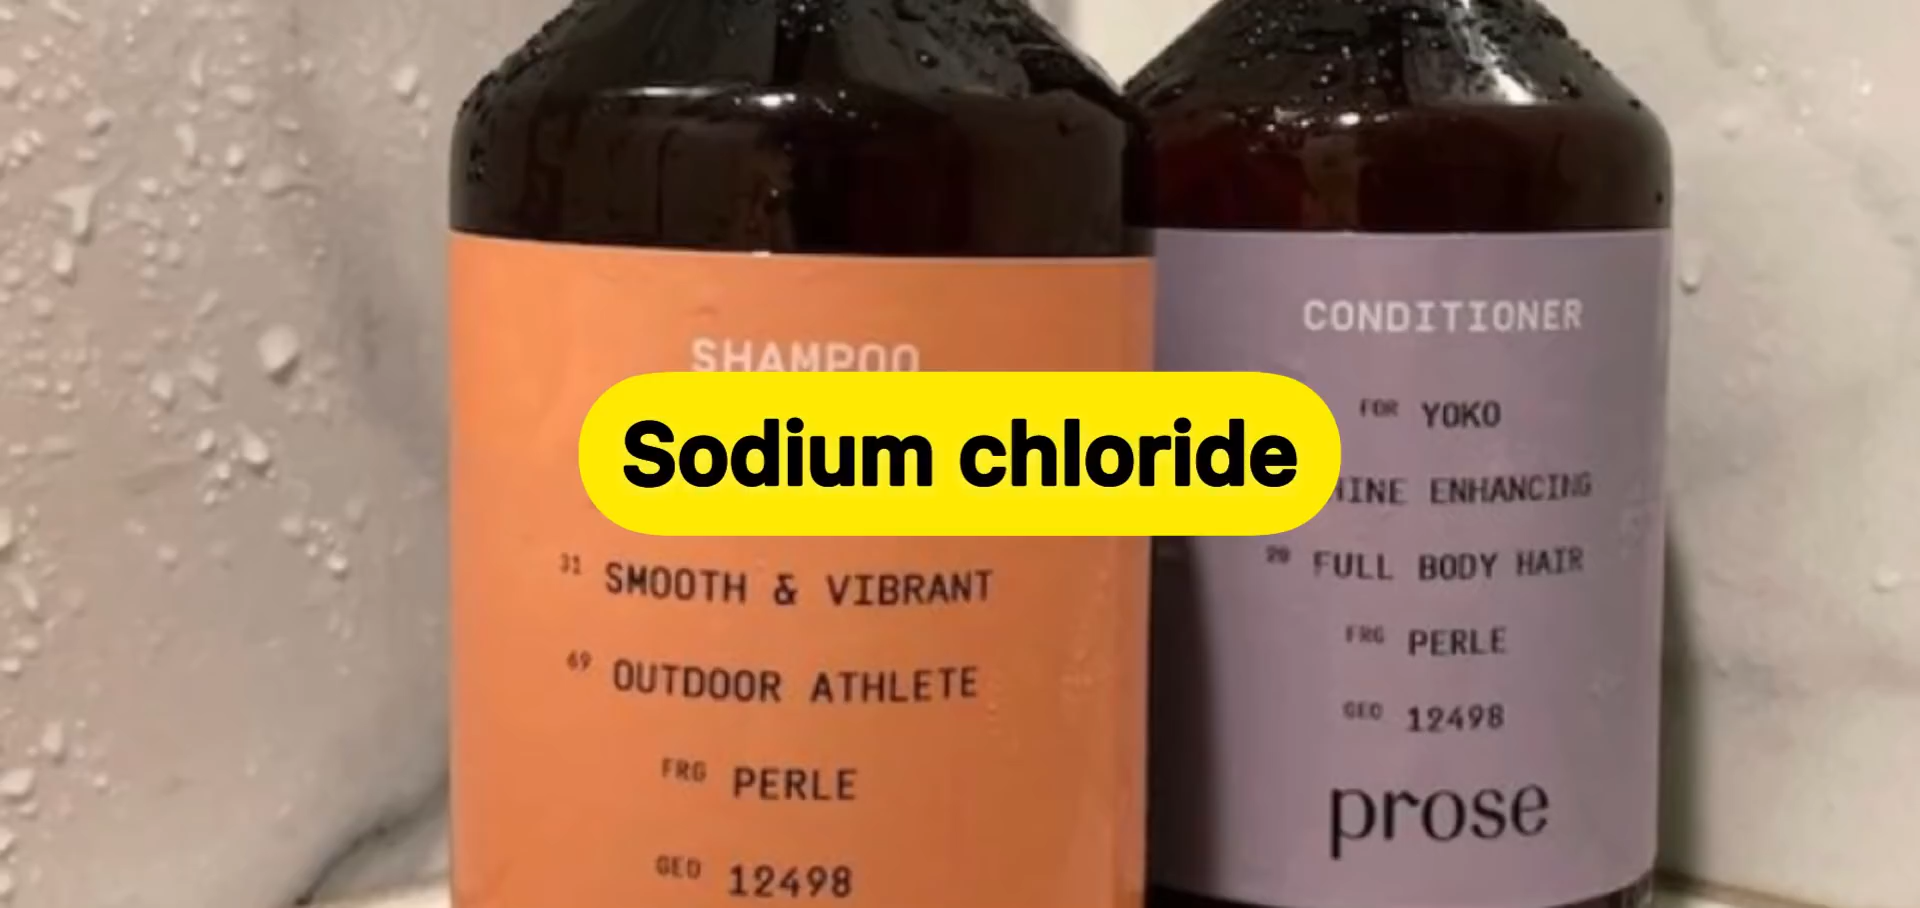 SHAMPOO
Sodium chloride
31 SMOOTH & VIBRANT
69 OUTDOOR ATHLETE
FRG PERLE
GEO 12498
CONDITIONER
FOR YOKO
ENHANCING
20 FULL BODY HAIR
FRG PERLE
GEO 12498
prose